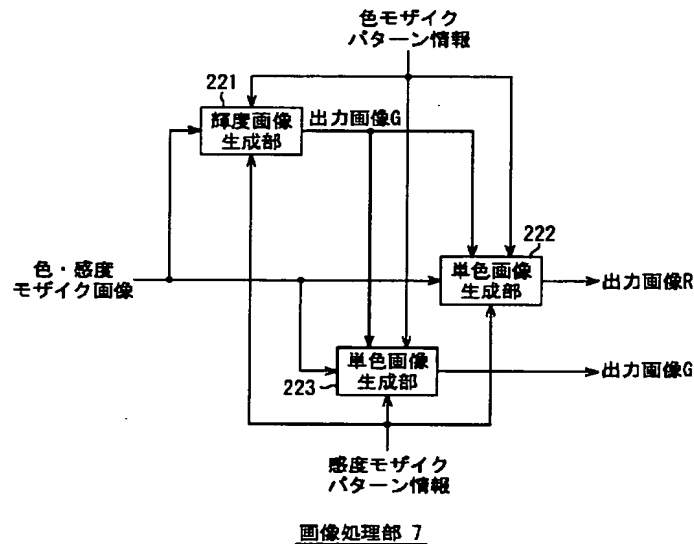 色モザイク
パターン情報
221
輝度画像
生成部
出力画像G
222
色・感度
モザイク画像
単色画像
生成部
出力画像R
単色画像
生成部
223
出力画像G
感度モザイク
パターン情報
画像処理部 7